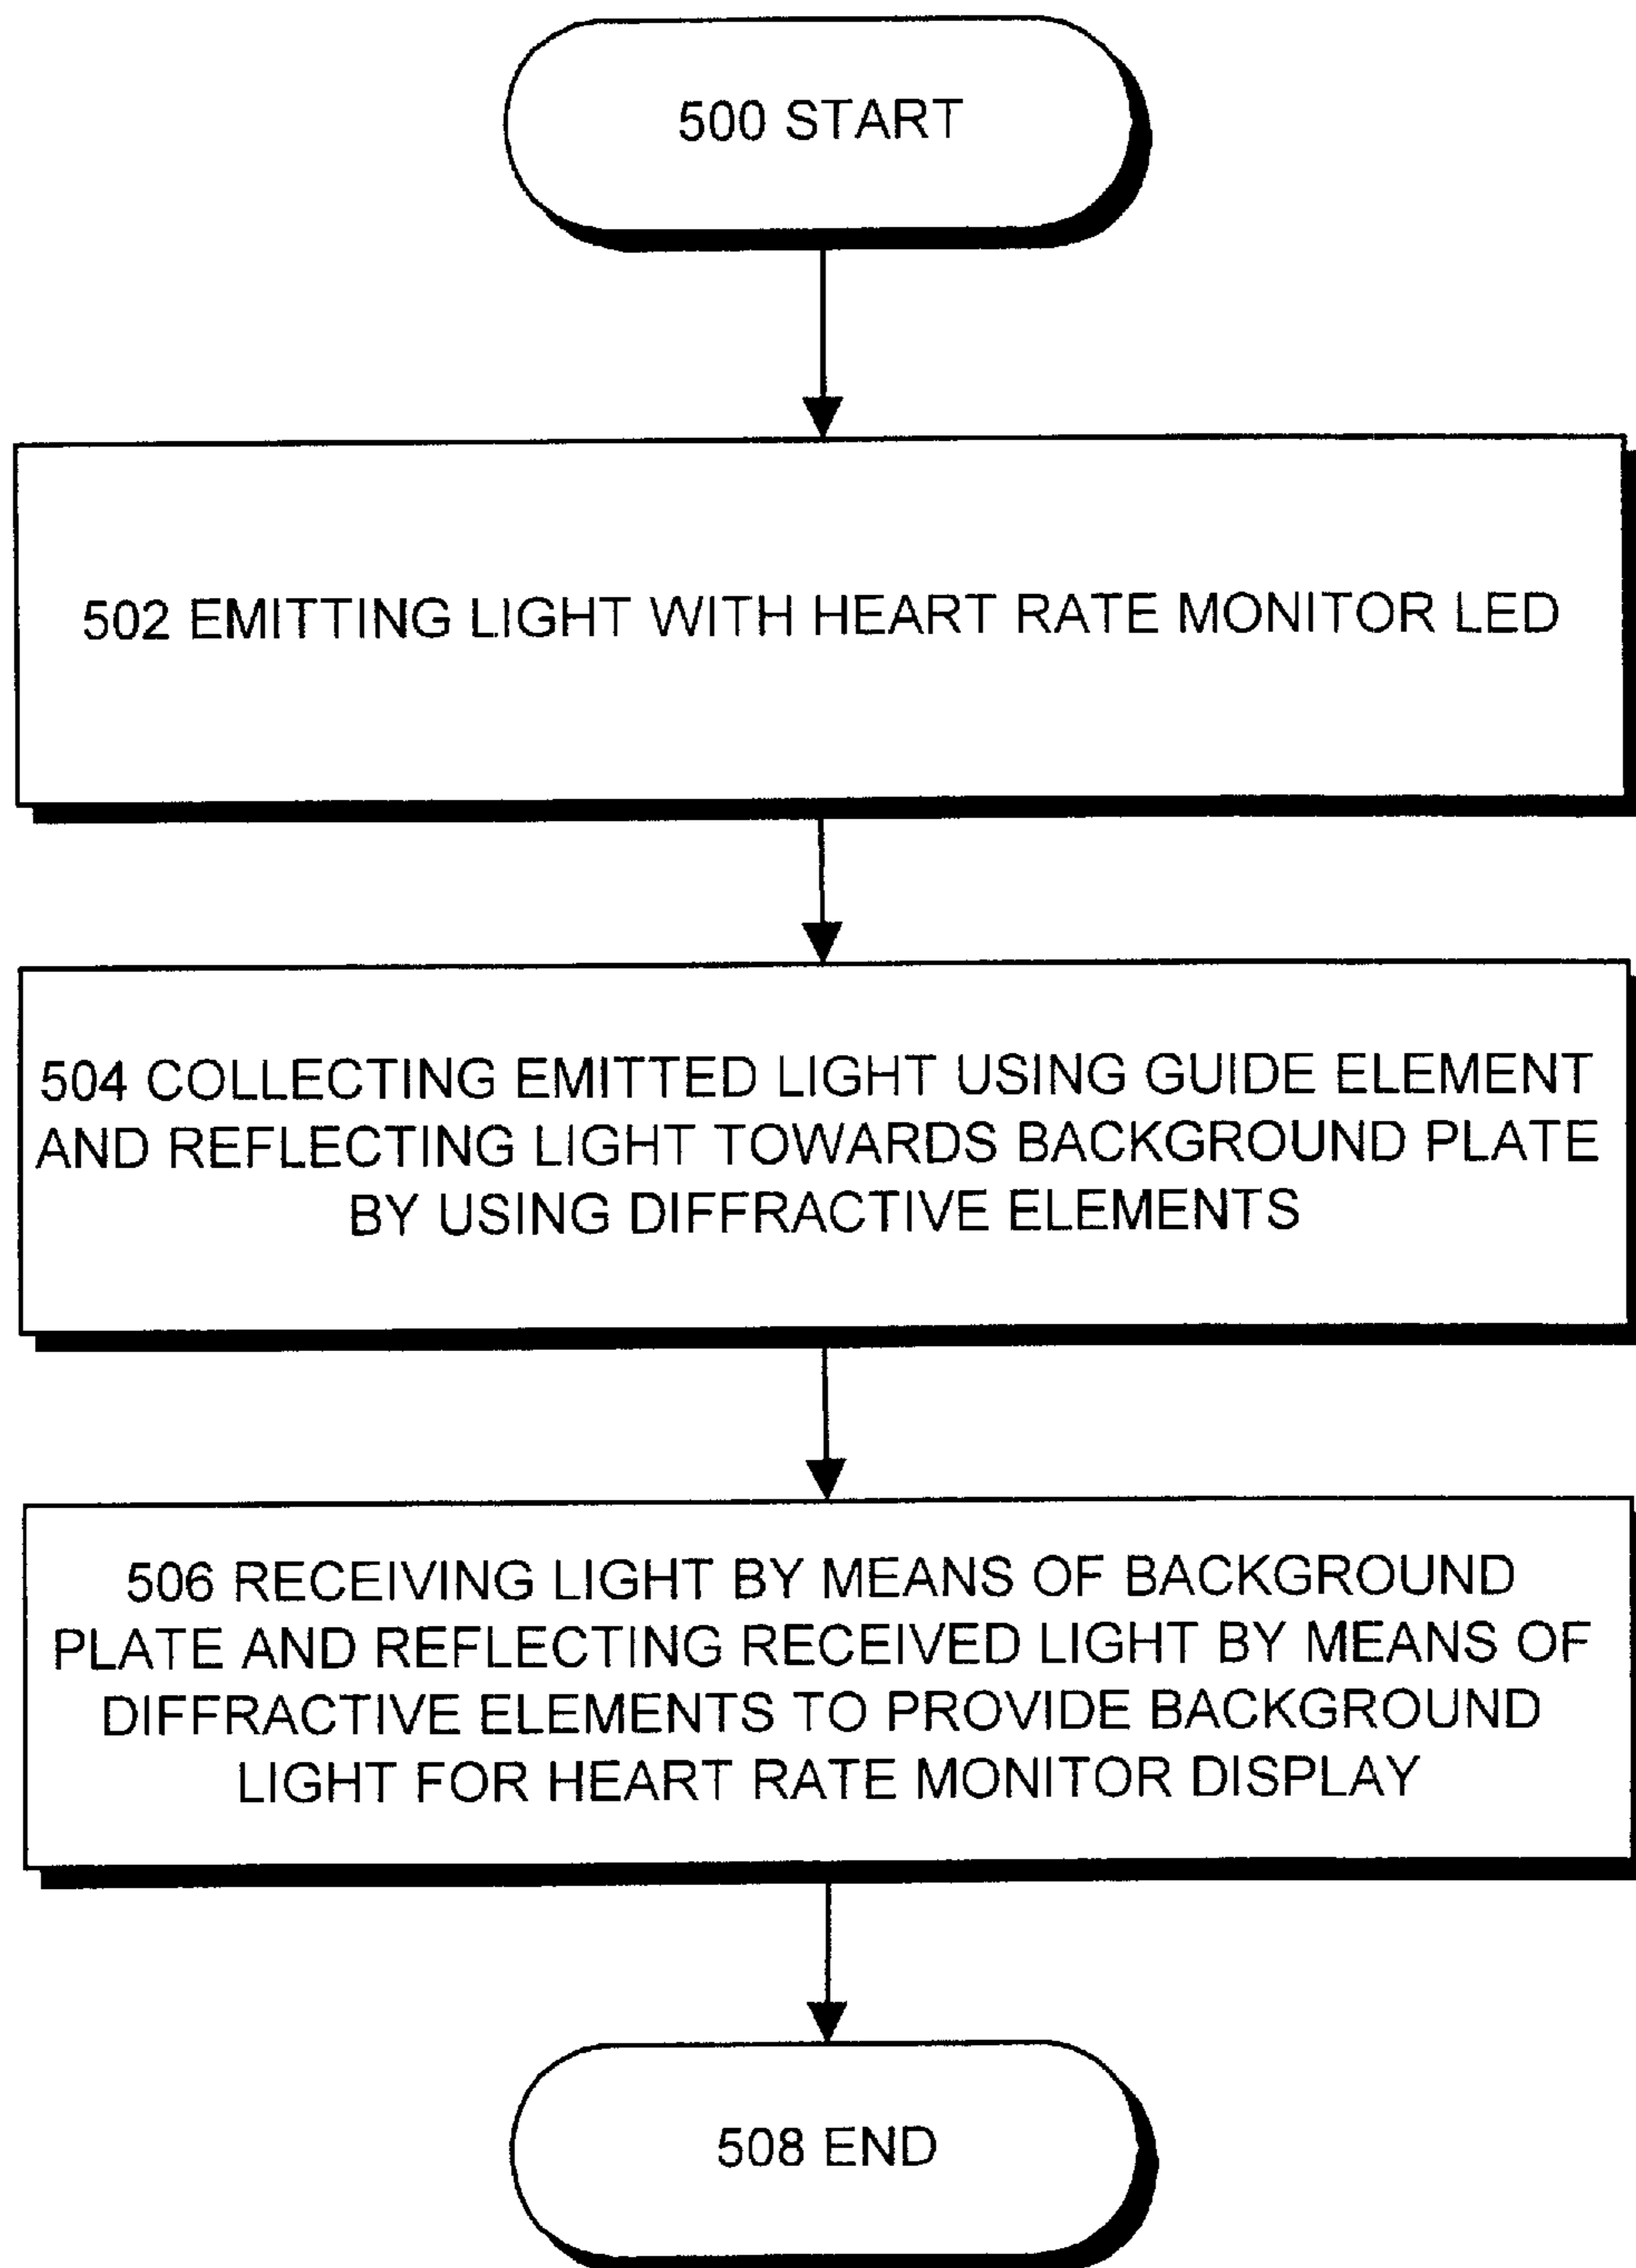 500 START
502 EMITTING LIGHT WITH HEART RATE MONITOR LED
504 COLLECTING EMITTED LIGHT USING GUIDE ELEMENT
AND REFLECTING LIGHT TOWARDS BACKGROUND PLATE
BY USING DIFFRACTIVE ELEMENTS
506 RECEIVING LIGHT BY MEANS OF BACKGROUND
PLATE AND REFLECTING RECEIVED LIGHT BY MEANS OF
DIFFRACTIVE ELEMENTS TO PROVIDE BACKGROUND
LIGHT FOR HEART RATE MONITOR DISPLAY
508 END